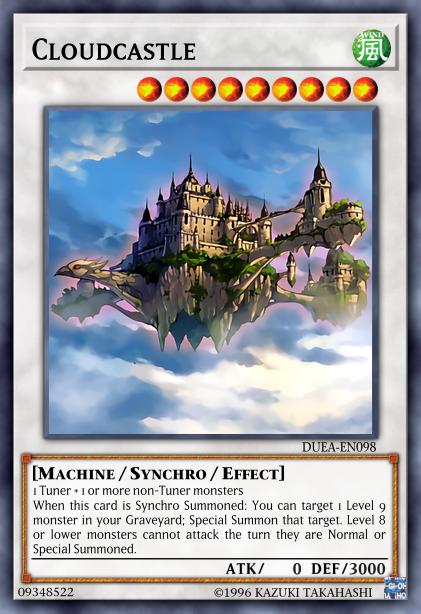 CLOUDCASTLE
WIND
風
DUEA-EN098
[MACHINE / SYNCHRO / EFFECT]
1 Tuner + 1 or more non-Tuner monsters
When this card is Synchro Summoned: You can target 1 Level 9
monster in your Graveyard; Special Summon that target. Level 8
or lower monsters cannot attack the turn they are Normal or
Special Summoned.
ATK/ 0 DEF/3000
09348522 ©1996 KAZUKI TAKAHASHI